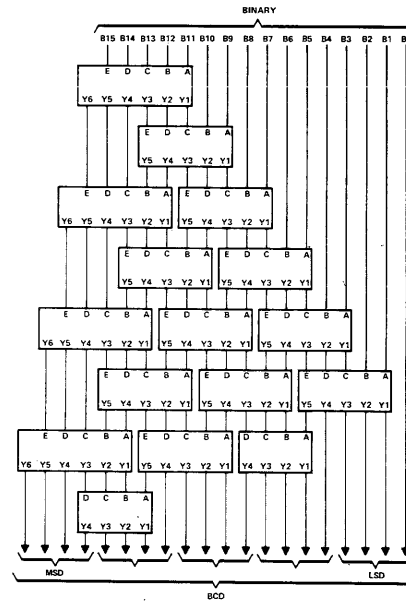 BINARY
B15 B14 B13 B12 B11 B10 B9 B8 B7 B6 B5 B4 B3 B2 B1 B
E D C B A
Y6 Y5 Y4 Y3 Y2 Y1
E D C B A
Y5 Y4 Y3 Y2 Y1
E D C B A E D C B A
Y6 Y5 Y4 Y3 Y2 Y1 Y5 Y4 Y3 Y2 Y1
E D C B A E D C B A
Y5 Y4 Y3 Y2 Y1 Y5 Y4 Y3 Y2 Y1
E D C B A E D C B A E D C B A
Y6 Y5 Y4 Y3 Y2 Y1 Y5 Y4 Y3 Y2 Y1 Y5 Y4 Y3 Y2 Y1
E D C B A E D C B A E D C B A
Y5 Y4 Y3 Y2 Y1 Y5 Y4 Y3 Y2 Y1 Y5 Y4 Y3 Y2 Y1
E D C B A E D C B A D C B A
Y6 Y5 Y4 Y3 Y2 Y1 Y5 Y4 Y3 Y2 Y1 Y4 Y3 Y2 Y1
D C B A
Y4 Y3 Y2 Y1
MSD LSD
BCD